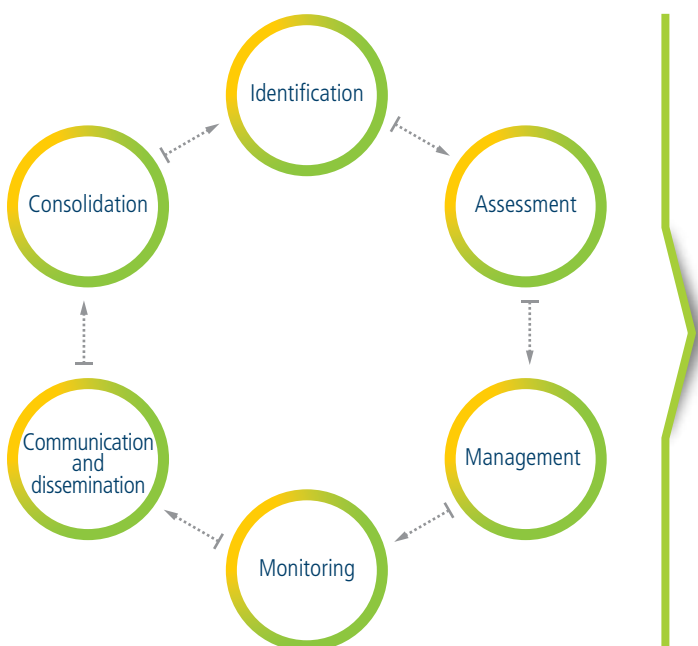 Identification
Assessment
Management
Monitoring
Communication
and
dissemination
Consolidation